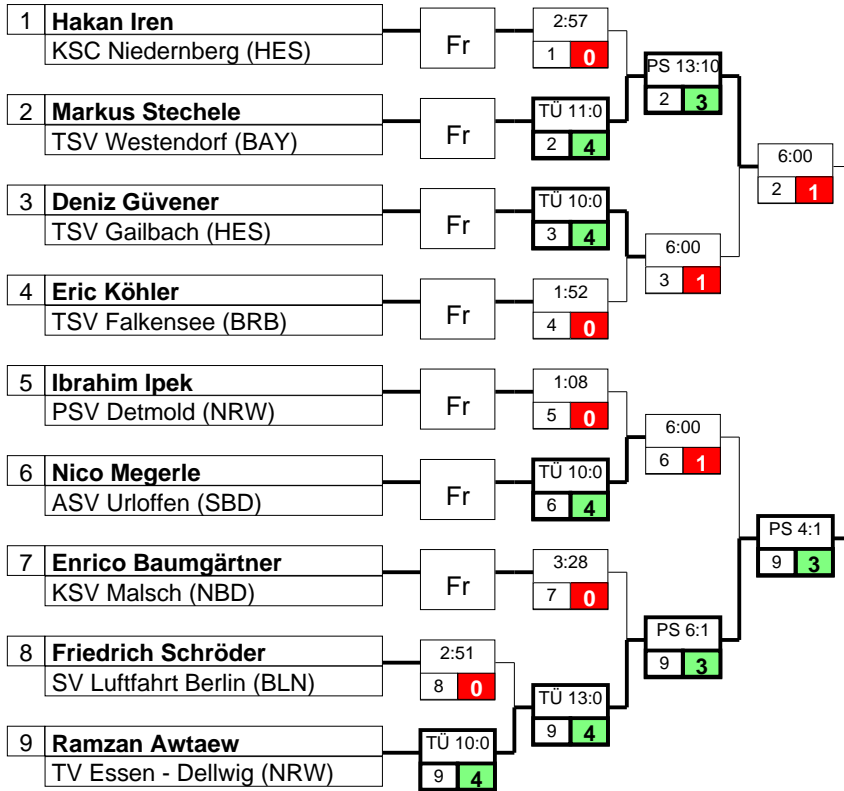 1 Hakan Iren
KSC Niedernberg (HES)
Fr
2:57
1 0
PS 13:10
2 3
2 Markus Stechele
TSV Westendorf (BAY)
Fr
TÜ 11:0
2 4
6:00
2 1
3 Deniz Güvener
TSV Gailbach (HES)
Fr
TÜ 10:0
3 4
6:00
3 1
4 Eric Köhler
TSV Falkensee (BRB)
Fr
1:52
4 0
5 Ibrahim Ipek
PSV Detmold (NRW)
Fr
1:08
5 0
6:00
6 1
6 Nico Megerle
ASV Urloffen (SBD)
Fr
TÜ 10:0
6 4
PS 4:1
9 3
7 Enrico Baumgärtner
KSV Malsch (NBD)
Fr
3:28
7 0
PS 6:1
9 3
8 Friedrich Schröder
SV Luftfahrt Berlin (BLN)
2:51
8 0
TÜ 13:0
9 4
9 Ramzan Awtaew
TV Essen - Dellwig (NRW)
TÜ 10:0
9 4